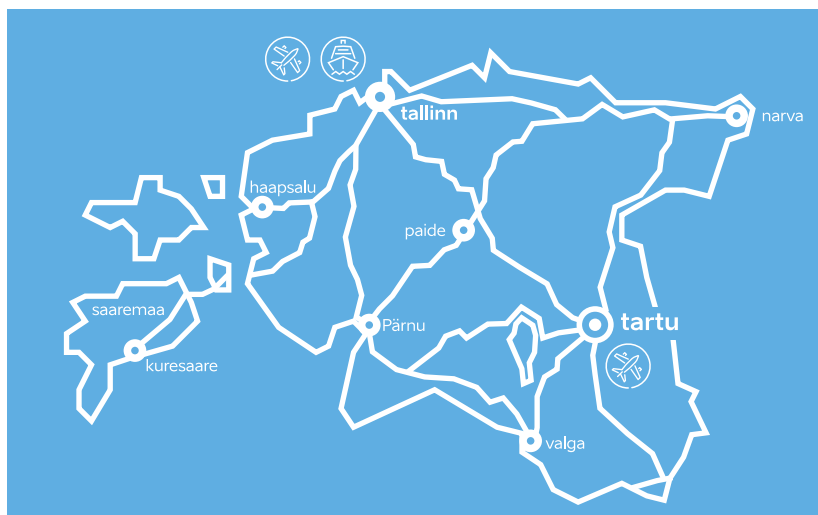 tallinn
narva
haapsalu
paide
saaremaa
Pärnu
tartu
kuresaare
valga